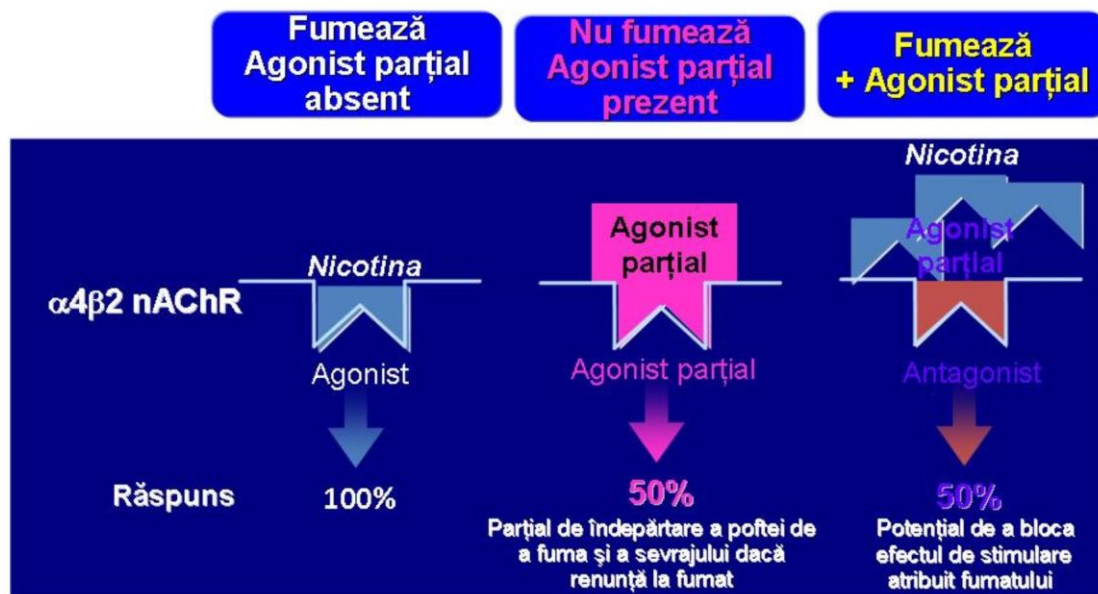 Fumează
Agonist parțial
absent
Nu fumează
Agonist parțial
prezent
Fumează
+ Agonist parțial
Nicotina
Agonist
parțial
Agonist
parțial
Nicotina
α4β2 nAChR
Agonist
Agonist parțial
Antagonist
Răspuns
100%
50%
50%
Parțial de îndepărtare a poftei de
a fuma și a sevrajului dacă
renunță la fumat
Potențial de a bloca
efectul de stimulare
atribuit fumatului